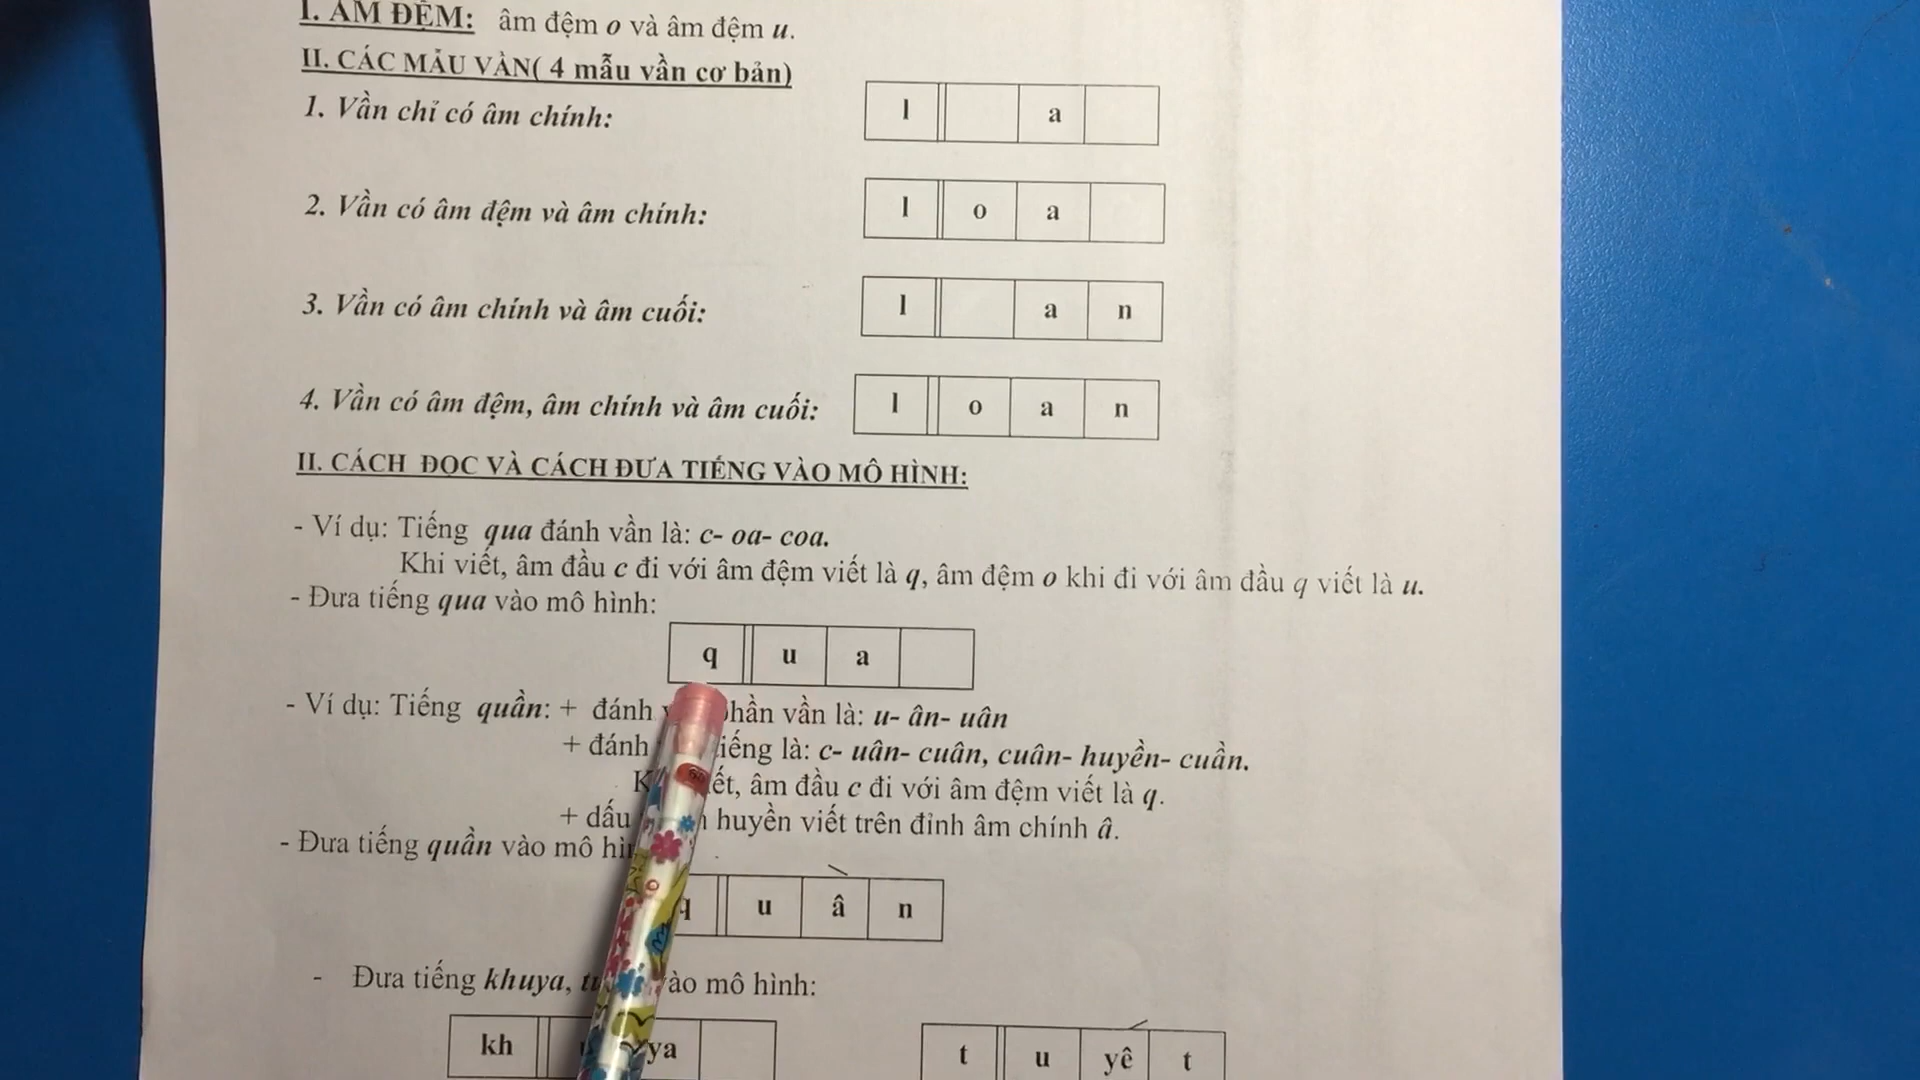 I. ÂM ĐỆM: âm đệm o và âm đệm u.
II. CÁC MẪU VẦN( 4 mẫu vần cơ bản)
1. Vần chỉ có âm chính:
l a
2. Vần có âm đệm và âm chính:
l o a
3. Vần có âm chính và âm cuối:
l a n
4. Vần có âm đệm, âm chính và âm cuối:
l o a n
II. CÁCH ĐỌC VÀ CÁCH ĐƯA TIẾNG VÀO MÔ HÌNH:
- Ví dụ: Tiếng qua đánh vần là: c- oa- coa.
Khi viết, âm đầu c đi với âm đệm viết là q, âm đệm o khi đi với âm đầu q viết là u.
- Đưa tiếng qua vào mô hình:
q u a
- Ví dụ: Tiếng quần: + đánh phần vần là: u- ân- uân
+ đánh tiếng là: c- uân- cuân, cuân- huyền- cuần.
viết, âm đầu c đi với âm đệm viết là q.
+ dấu huyền viết trên đỉnh âm chính â.
- Đưa tiếng quần vào mô hình
q u â n
- Đưa tiếng khuya, vào mô hình:
kh ya
t u yê t